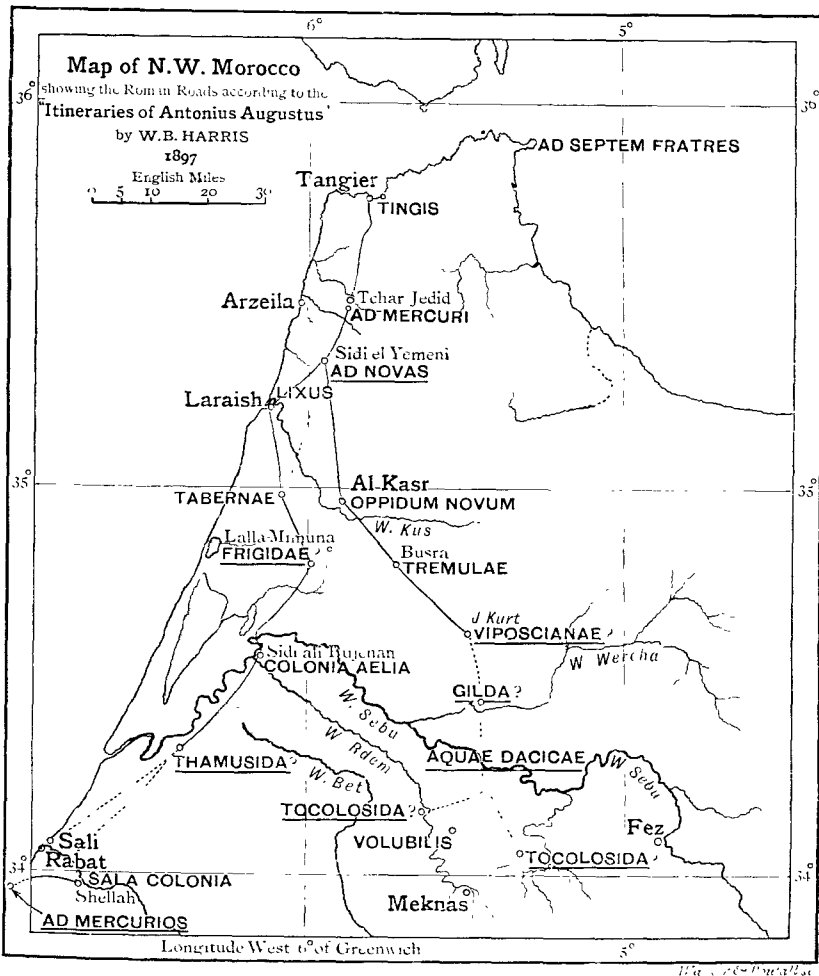 6°
5°
Map of N.W. Morocco
showing the Roman Roads according to the
"Itineraries of Antonius Augustus"
by W.B. HARRIS
1897
English Miles
0 5 10 20 30
36°
36°
AD SEPTEM FRATRES
Tangier
TINGIS
Arzeila
Tchar Jedid
AD MERCURI
Sidi el Yemeni
AD NOVAS
LIXUS
Laraish
35°
35°
Al Kasr
TABERNAE
OPPIDUM NOVUM
W. Kus
Lalla-Mimuna
FRIGIDAE ?
Busra
TREMULAE
J Kurt
VIPOSCIANAE ?
W Wercha
Sidi ali Bujenan
COLONIA AELIA
GILDA?
W. Sebu
W Rdem
THAMUSIDA?
W. Bet
AQUAE DACICAE
W Sebu
TOCOLOSIDA?
VOLUBILIS
Fez
Sali
Rabat
TOCOLOSIDA ?
34°
34°
SALA COLONIA
Shellah
Meknas
AD MERCURIOS
Longitude West 6° of Greenwich
5°